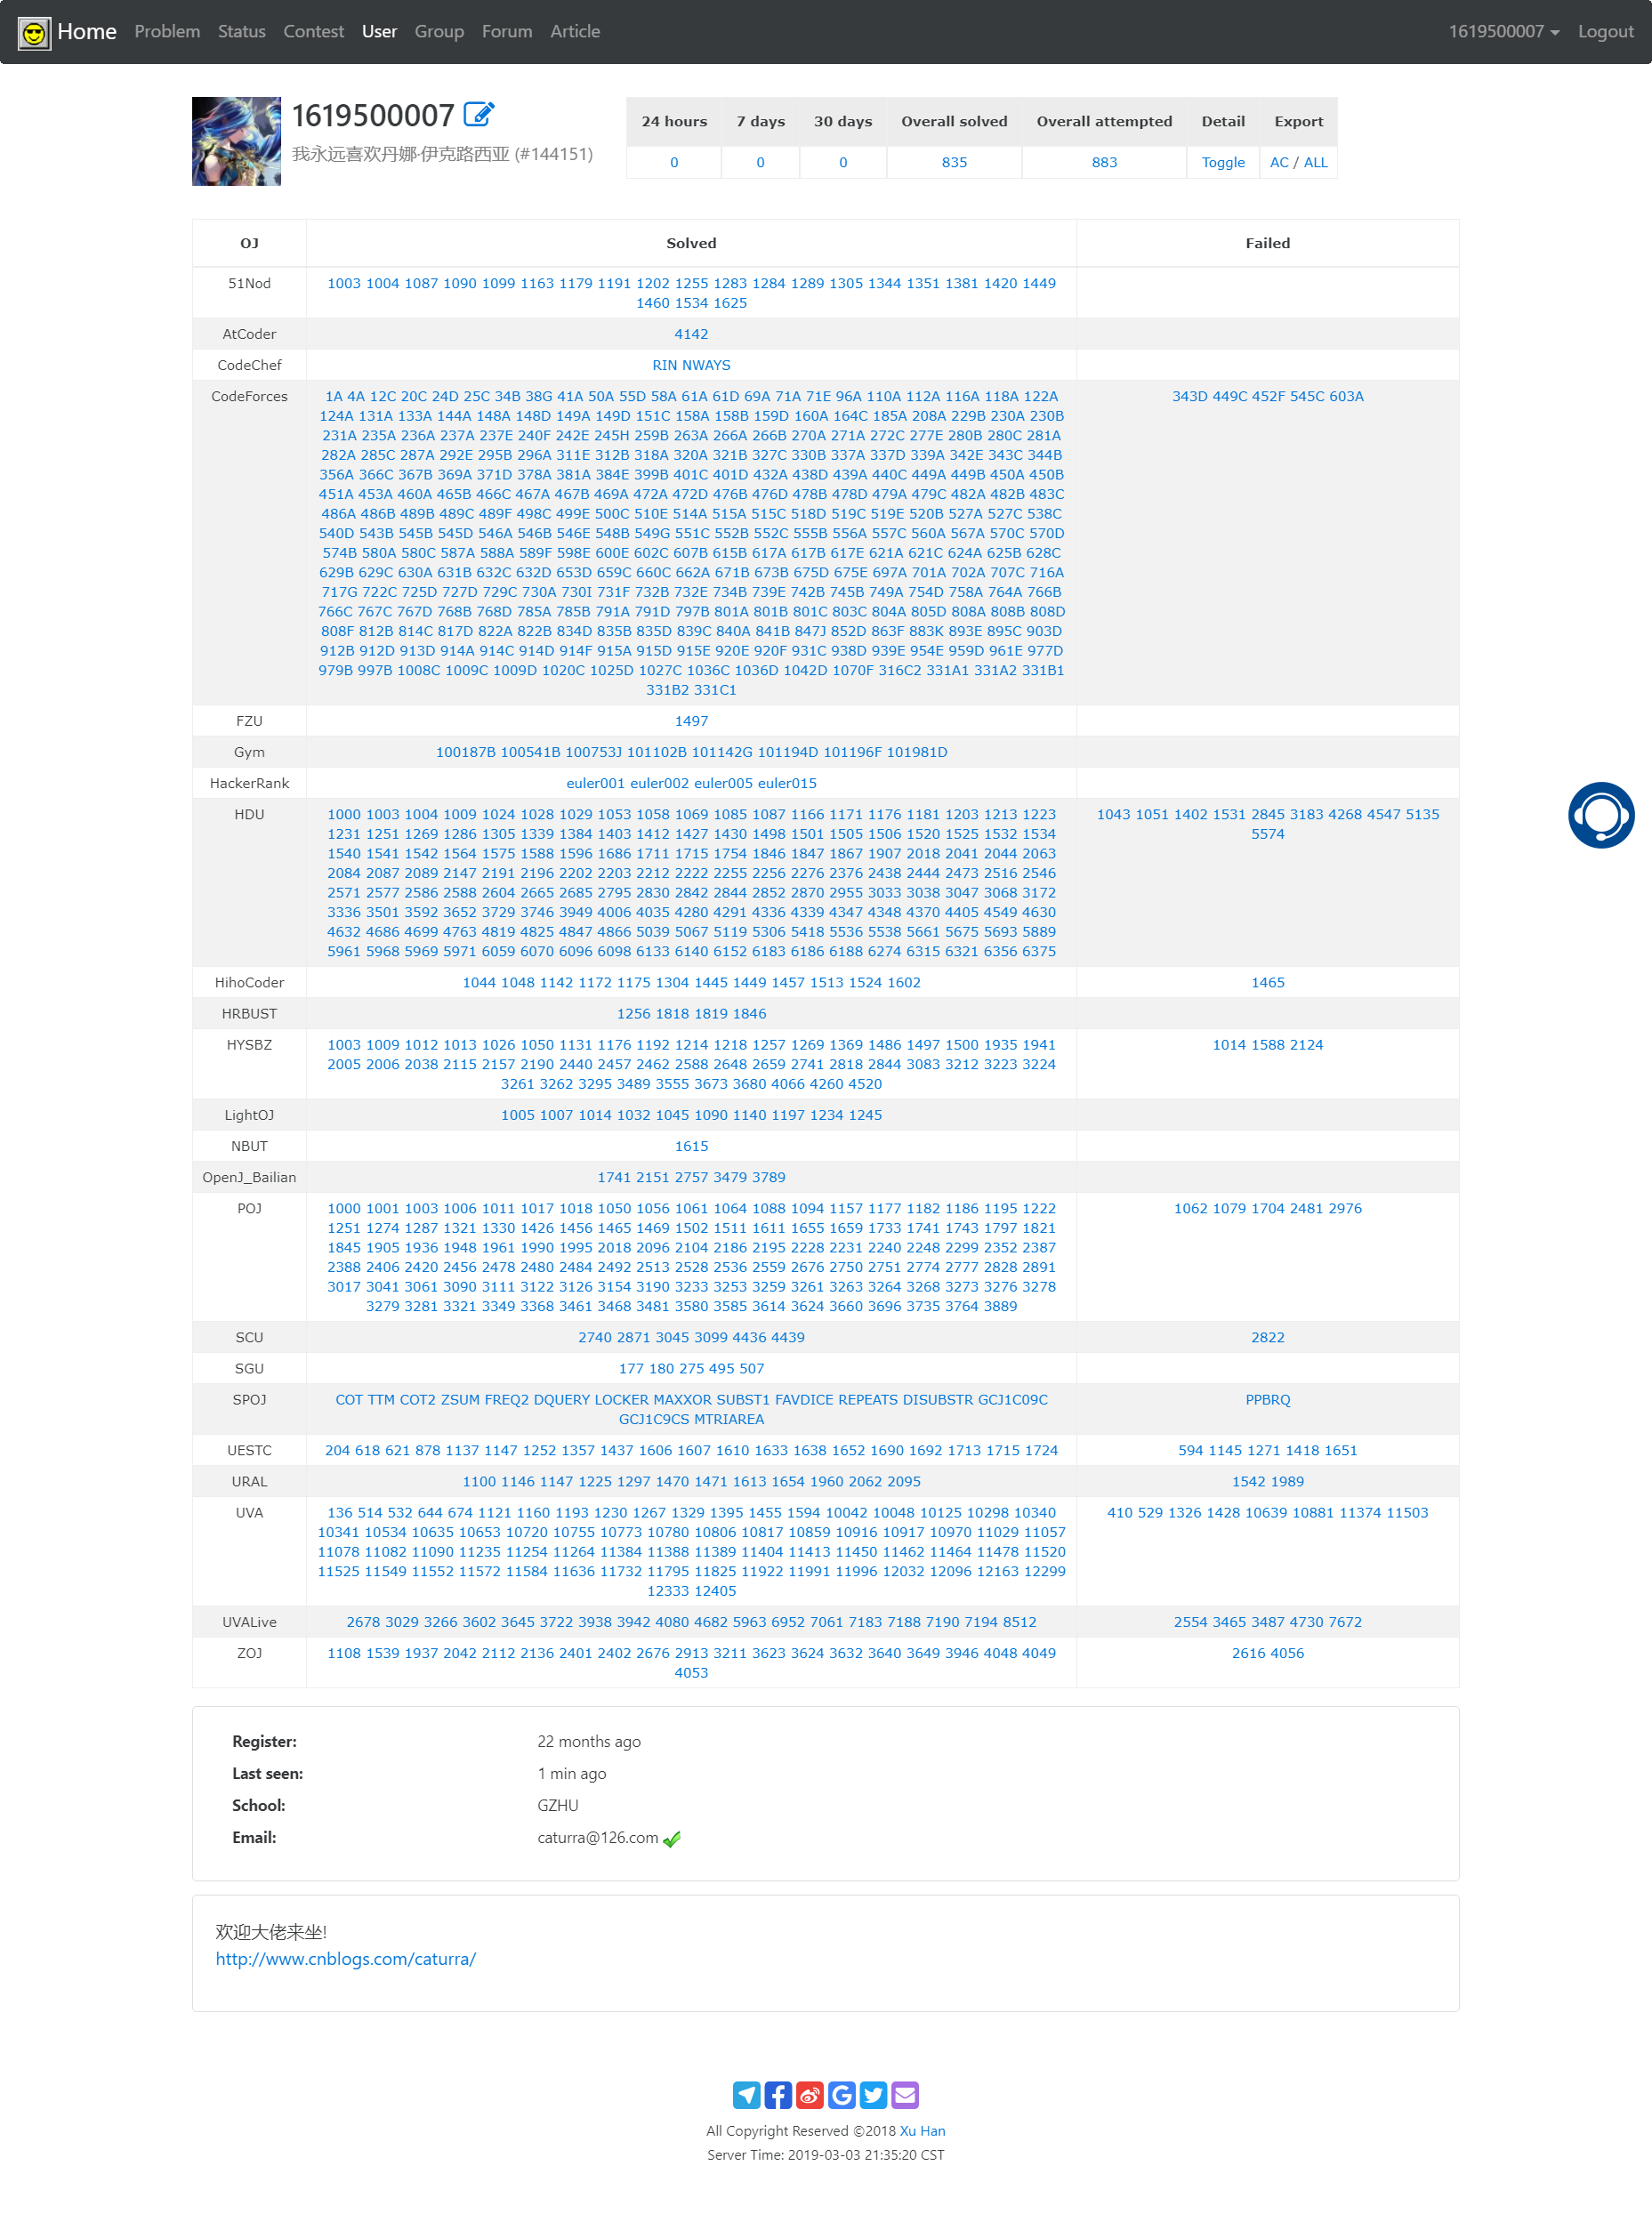 Home Problem Status Contest User Group Forum Article 1619500007 Logout
1619500007
我永远喜欢丹娜·伊克路西亚 (#144151)
24 hours 7 days 30 days Overall solved Overall attempted Detail Export
0 0 0 835 883 Toggle AC / ALL
OJ Solved Failed
51Nod 1003 1004 1087 1090 1099 1163 1179 1191 1202 1255 1283 1284 1289 1305 1344 1351 1381 1420 1449
1460 1534 1625
AtCoder 4142
CodeChef RIN NWAYS
CodeForces 1A 4A 12C 20C 24D 25C 34B 38G 41A 50A 55D 58A 61A 61D 69A 71A 71E 96A 110A 112A 116A 118A 122A 343D 449C 452F 545C 603A
124A 131A 133A 144A 148A 148D 149A 149D 151C 158A 158B 159D 160A 164C 185A 208A 229B 230A 230B
231A 235A 236A 237A 237E 240F 242E 245H 259B 263A 266A 266B 270A 271A 272C 277E 280B 280C 281A
282A 285C 287A 292E 295B 296A 311E 312B 318A 320A 321B 327C 330B 337A 337D 339A 342E 343C 344B
356A 366C 367B 369A 371D 378A 381A 384E 399B 401C 401D 432A 438D 439A 440C 449A 449B 450A 450B
451A 453A 460A 465B 466C 467A 467B 469A 472A 472D 476B 476D 478B 478D 479A 479C 482A 482B 483C
486A 486B 489B 489C 489F 498C 499E 500C 510E 514A 515A 515C 518D 519C 519E 520B 527A 527C 538C
540D 543B 545B 545D 546A 546B 546E 548B 549G 551C 552B 552C 555B 556A 557C 560A 567A 570C 570D
574B 580A 580C 587A 588A 589F 598E 600E 602C 607B 615B 617A 617B 617E 621A 621C 624A 625B 628C
629B 629C 630A 631B 632C 632D 653D 659C 660C 662A 671B 673B 675D 675E 697A 701A 702A 707C 716A
717G 722C 725D 727D 729C 730A 730I 731F 732B 732E 734B 739E 742B 745B 749A 754D 758A 764A 766B
766C 767C 767D 768B 768D 785A 785B 791A 791D 797B 801A 801B 801C 803C 804A 805D 808A 808B 808D
808F 812B 814C 817D 822A 822B 834D 835B 835D 839C 840A 841B 847J 852D 863F 883K 893E 895C 903D
912B 912D 913D 914A 914C 914D 914F 915A 915D 915E 920E 920F 931C 938D 939E 954E 959D 961E 977D
979B 997B 1008C 1009C 1009D 1020C 1025D 1027C 1036C 1036D 1042D 1070F 316C2 331A1 331A2 331B1
331B2 331C1
FZU 1497
Gym 100187B 100541B 100753J 101102B 101142G 101194D 101196F 101981D
HackerRank euler001 euler002 euler005 euler015
HDU 1000 1003 1004 1009 1024 1028 1029 1053 1058 1069 1085 1087 1166 1171 1176 1181 1203 1213 1223 1043 1051 1402 1531 2845 3183 4268 4547 5135
1231 1251 1269 1286 1305 1339 1384 1403 1412 1427 1430 1498 1501 1505 1506 1520 1525 1532 1534 5574
1540 1541 1542 1564 1575 1588 1596 1686 1711 1715 1754 1846 1847 1867 1907 2018 2041 2044 2063
2084 2087 2089 2147 2191 2196 2202 2203 2212 2222 2255 2256 2276 2376 2438 2444 2473 2516 2546
2571 2577 2586 2588 2604 2665 2685 2795 2830 2842 2844 2852 2870 2955 3033 3038 3047 3068 3172
3336 3501 3592 3652 3729 3746 3949 4006 4035 4280 4291 4336 4339 4347 4348 4370 4405 4549 4630
4632 4686 4699 4763 4819 4825 4847 4866 5039 5067 5119 5306 5418 5536 5538 5661 5675 5693 5889
5961 5968 5969 5971 6059 6070 6096 6098 6133 6140 6152 6183 6186 6188 6274 6315 6321 6356 6375
HihoCoder 1044 1048 1142 1172 1175 1304 1445 1449 1457 1513 1524 1602 1465
HRBUST 1256 1818 1819 1846
HYSBZ 1003 1009 1012 1013 1026 1050 1131 1176 1192 1214 1218 1257 1269 1369 1486 1497 1500 1935 1941 1014 1588 2124
2005 2006 2038 2115 2157 2190 2440 2457 2462 2588 2648 2659 2741 2818 2844 3083 3212 3223 3224
3261 3262 3295 3489 3555 3673 3680 4066 4260 4520
LightOJ 1005 1007 1014 1032 1045 1090 1140 1197 1234 1245
NBUT 1615
OpenJ_Bailian 1741 2151 2757 3479 3789
POJ 1000 1001 1003 1006 1011 1017 1018 1050 1056 1061 1064 1088 1094 1157 1177 1182 1186 1195 1222 1062 1079 1704 2481 2976
1251 1274 1287 1321 1330 1426 1456 1465 1469 1502 1511 1611 1655 1659 1733 1741 1743 1797 1821
1845 1905 1936 1948 1961 1990 1995 2018 2096 2104 2186 2195 2228 2231 2240 2248 2299 2352 2387
2388 2406 2420 2456 2478 2480 2484 2492 2513 2528 2536 2559 2676 2750 2751 2774 2777 2828 2891
3017 3041 3061 3090 3111 3122 3126 3154 3190 3233 3253 3259 3261 3263 3264 3268 3273 3276 3278
3279 3281 3321 3349 3368 3461 3468 3481 3580 3585 3614 3624 3660 3696 3735 3764 3889
SCU 2740 2871 3045 3099 4436 4439 2822
SGU 177 180 275 495 507
SPOJ COT TTM COT2 ZSUM FREQ2 DQUERY LOCKER MAXXOR SUBST1 FAVDICE REPEATS DISUBSTR GCJ1C09C PPBRQ
GCJ1C9CS MTRIAREA
UESTC 204 618 621 878 1137 1147 1252 1357 1437 1606 1607 1610 1633 1638 1652 1690 1692 1713 1715 1724 594 1145 1271 1418 1651
URAL 1100 1146 1147 1225 1297 1470 1471 1613 1654 1960 2062 2095 1542 1989
UVA 136 514 532 644 674 1121 1160 1193 1230 1267 1329 1395 1455 1594 10042 10048 10125 10298 10340 410 529 1326 1428 10639 10881 11374 11503
10341 10534 10635 10653 10720 10755 10773 10780 10806 10817 10859 10916 10917 10970 11029 11057
11078 11082 11090 11235 11254 11264 11384 11388 11389 11404 11413 11450 11462 11464 11478 11520
11525 11549 11552 11572 11584 11636 11732 11795 11825 11922 11991 11996 12032 12096 12163 12299
12333 12405
UVALive 2678 3029 3266 3602 3645 3722 3938 3942 4080 4682 5963 6952 7061 7183 7188 7190 7194 8512 2554 3465 3487 4730 7672
ZOJ 1108 1539 1937 2042 2112 2136 2401 2402 2676 2913 3211 3623 3624 3632 3640 3649 3946 4048 4049 2616 4056
4053
Register: 22 months ago
Last seen: 1 min ago
School: GZHU
Email: caturra@126.com
欢迎大佬来坐!
http://www.cnblogs.com/caturra/
All Copyright Reserved ©2018 Xu Han
Server Time: 2019-03-03 21:35:20 CST